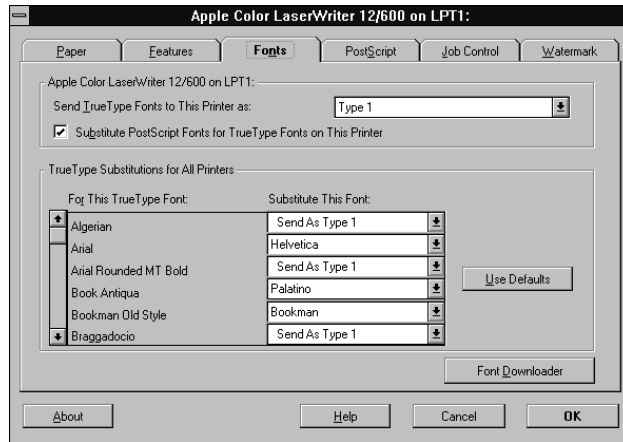 Apple Color LaserWriter 12/600 on LPT1:
Paper Features Fonts PostScript Job Control Watermark
Apple Color LaserWriter 12/600 on LPT1:
Send TrueType Fonts to This Printer as: Type 1
Substitute PostScript Fonts for TrueType Fonts on This Printer
TrueType Substitutions for All Printers
For This TrueType Font: Substitute This Font:
Algerian Send As Type 1
Arial Helvetica
Arial Rounded MT Bold Send As Type 1
Book Antiqua Palatino
Use Defaults
Bookman Old Style Bookman
Braggadocio Send As Type 1
Font Downloader
About Help Cancel OK